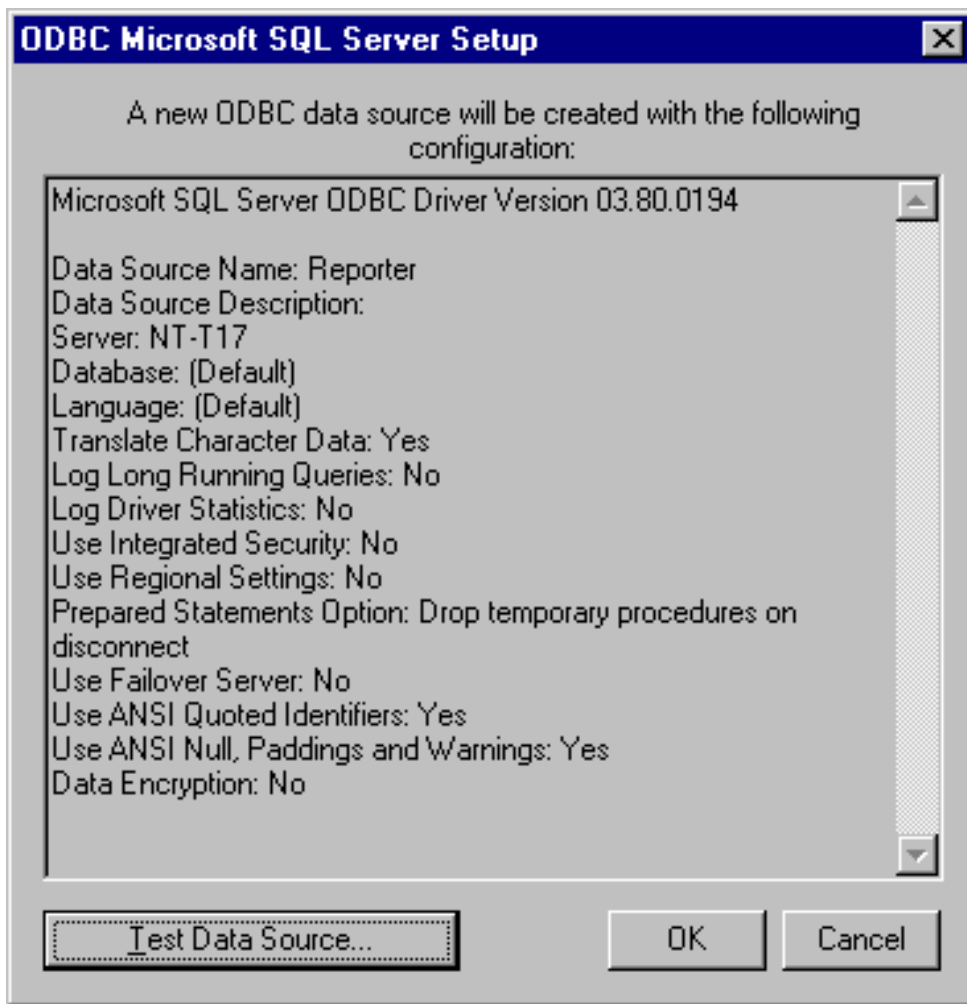 ODBC Microsoft SQL Server Setup
A new ODBC data source will be created with the following
configuration:
Microsoft SQL Server ODBC Driver Version 03.80.0194
Data Source Name: Reporter
Data Source Description:
Server: NT-T17
Database: (Default)
Language: (Default)
Translate Character Data: Yes
Log Long Running Queries: No
Log Driver Statistics: No
Use Integrated Security: No
Use Regional Settings: No
Prepared Statements Option: Drop temporary procedures on
disconnect
Use Failover Server: No
Use ANSI Quoted Identifiers: Yes
Use ANSI Null, Paddings and Warnings: Yes
Data Encryption: No
Test Data Source...
OK
Cancel